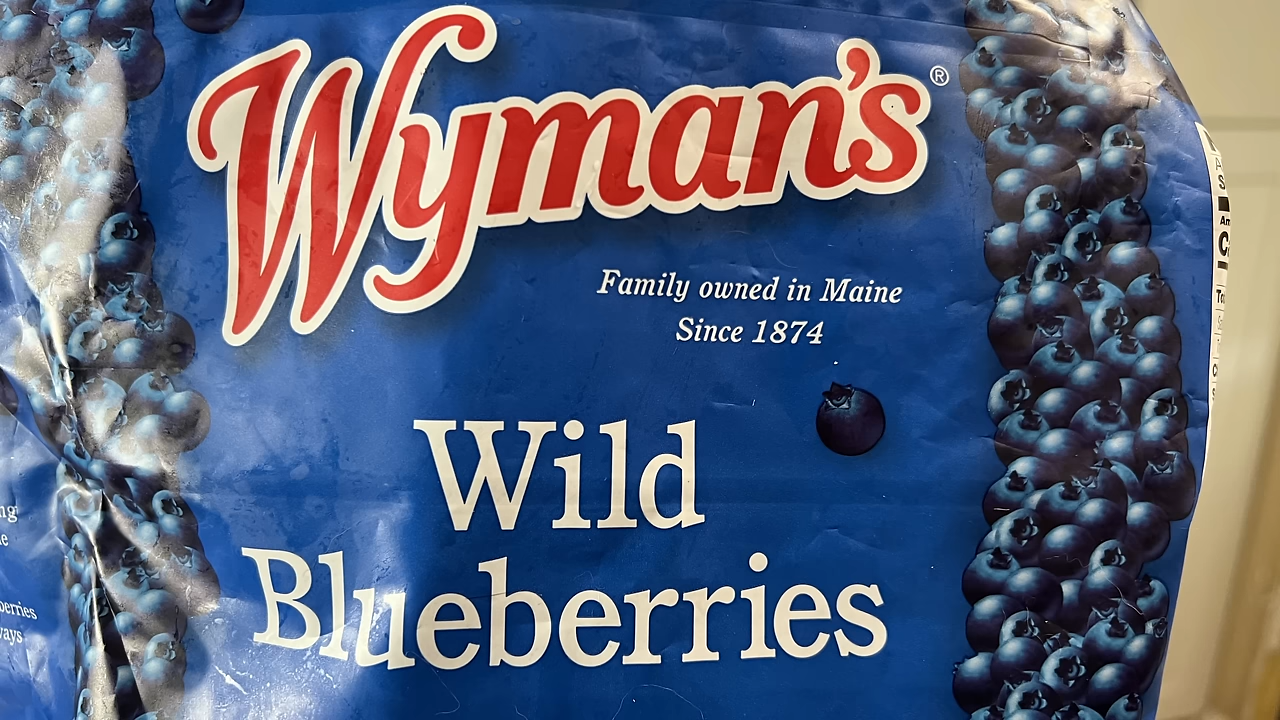 Wyman's®
Family owned in Maine
Since 1874
Wild
Blueberries